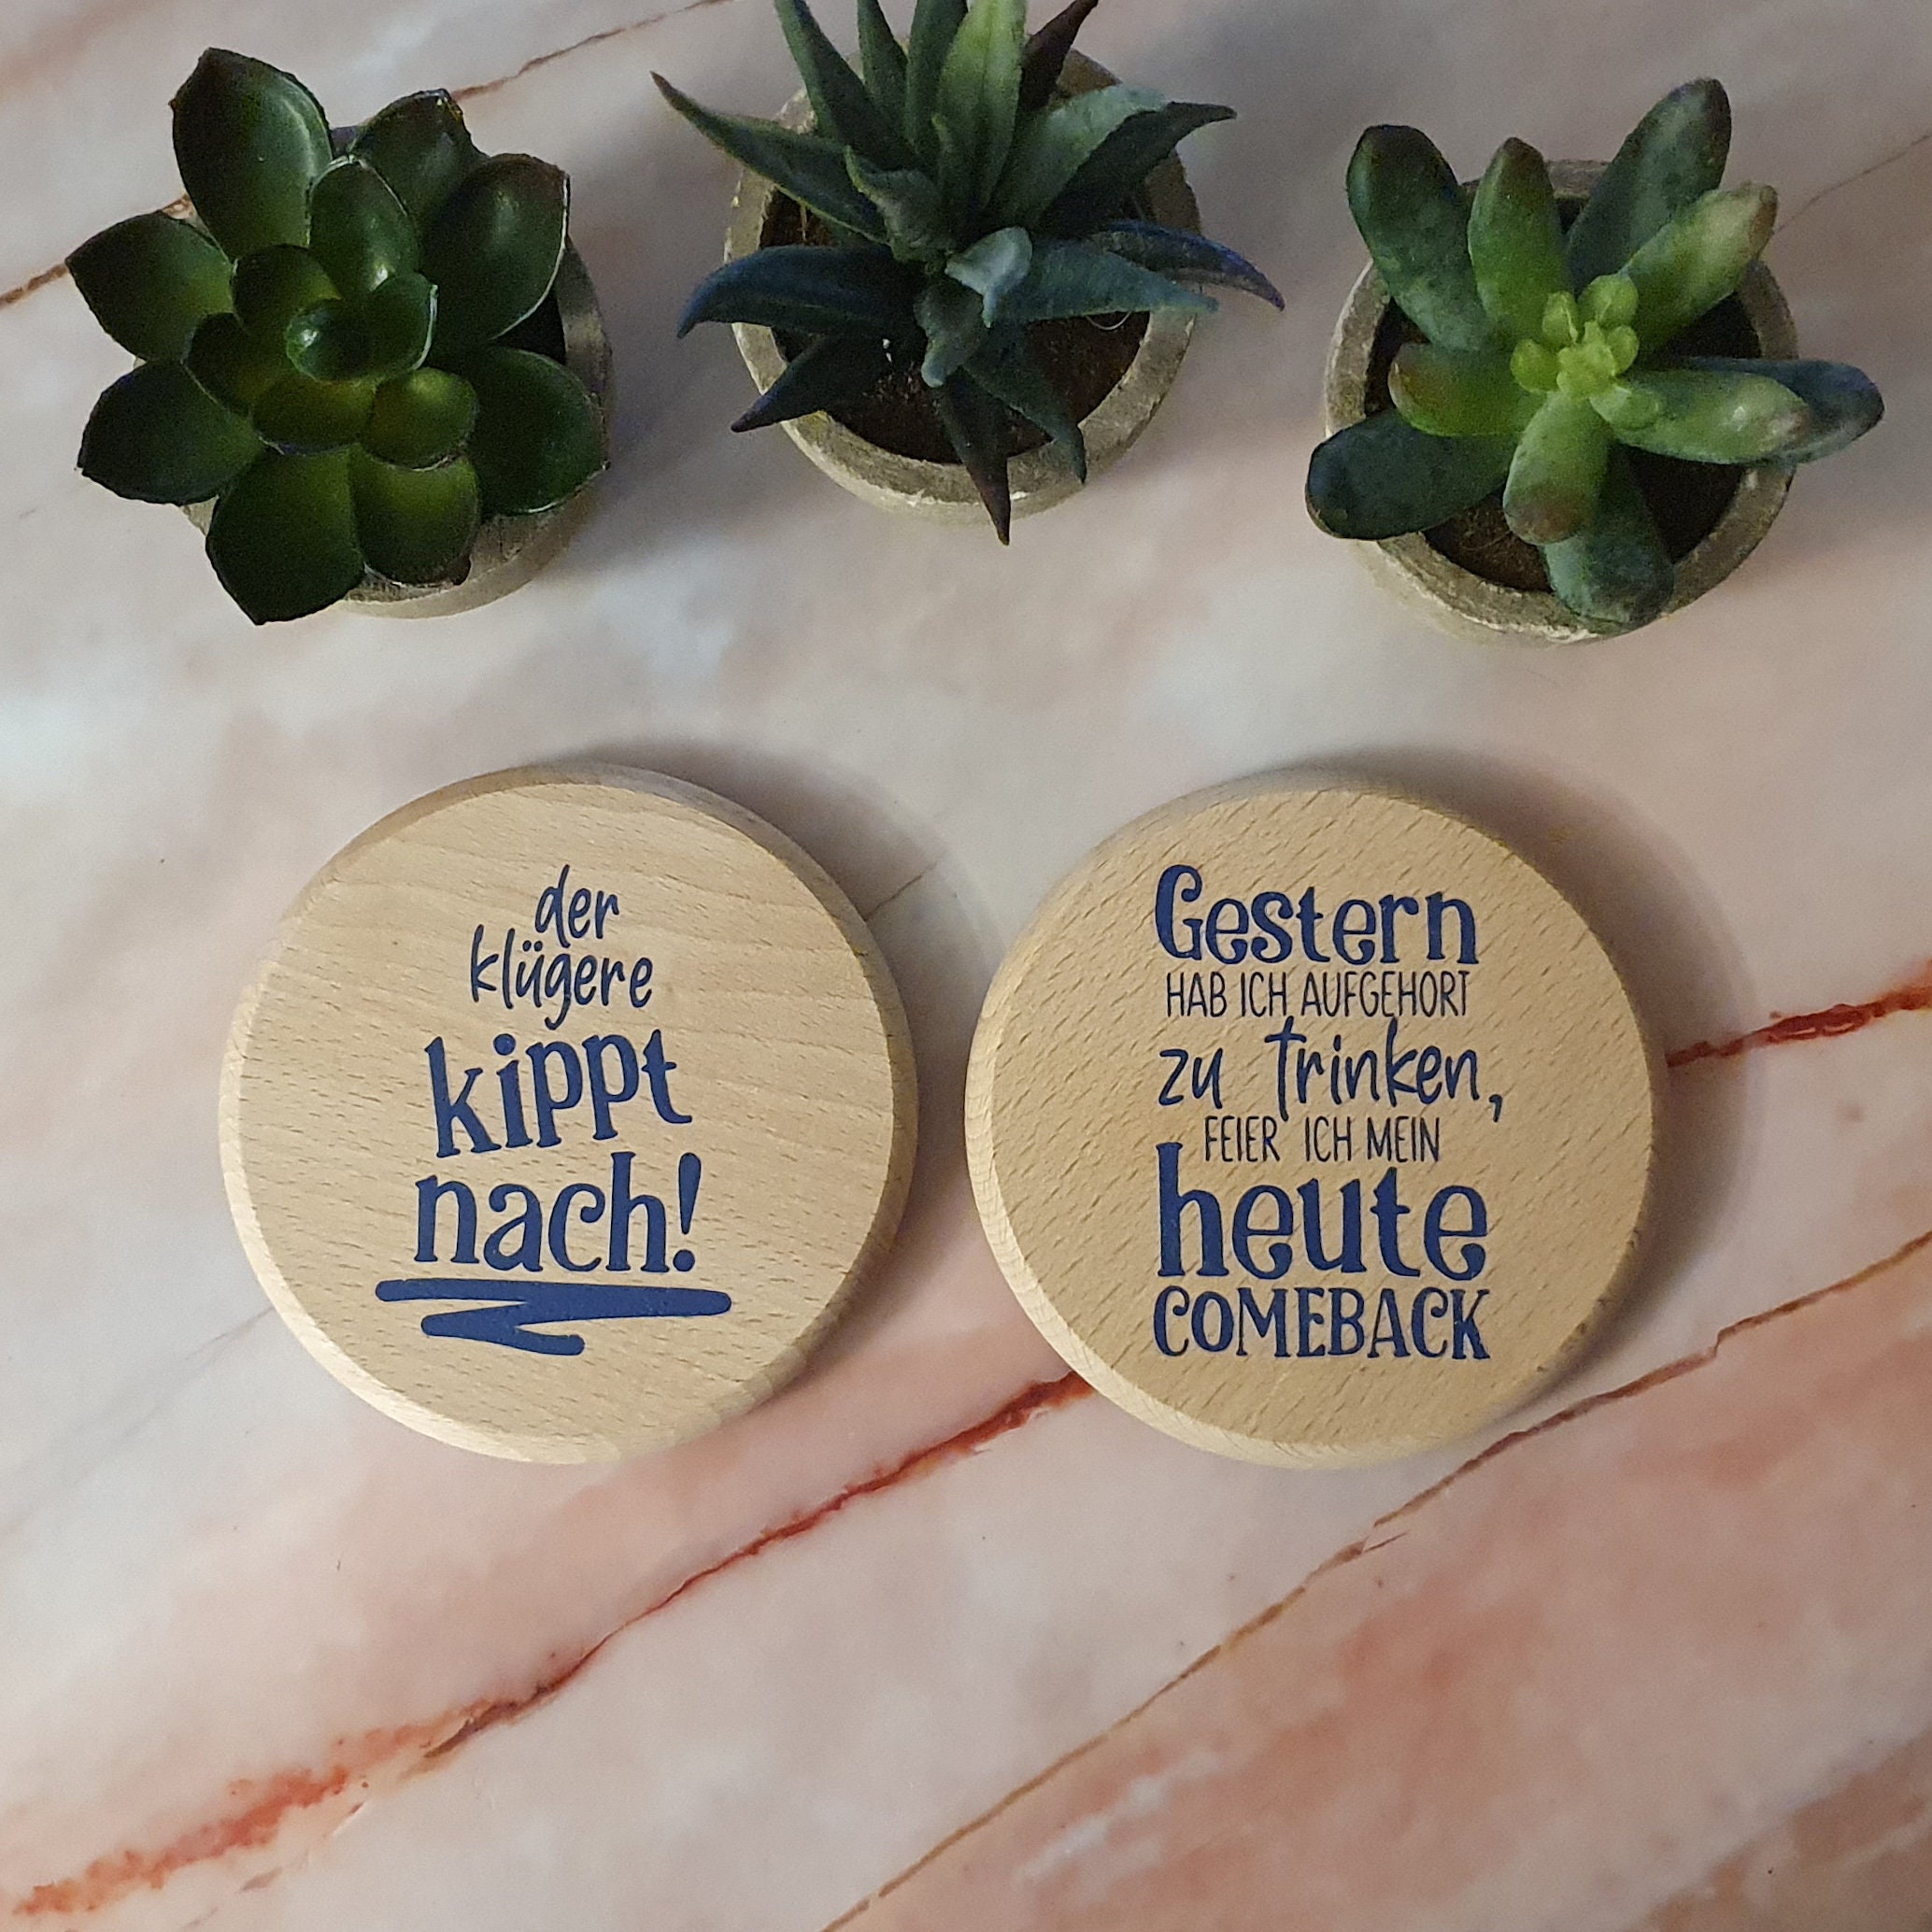 der
klügere
kippt
nach!
Gestern
HAB ICH AUFGEHORT
zu Trinken,
FEIER ICH MEIN
heute
COMEBACK